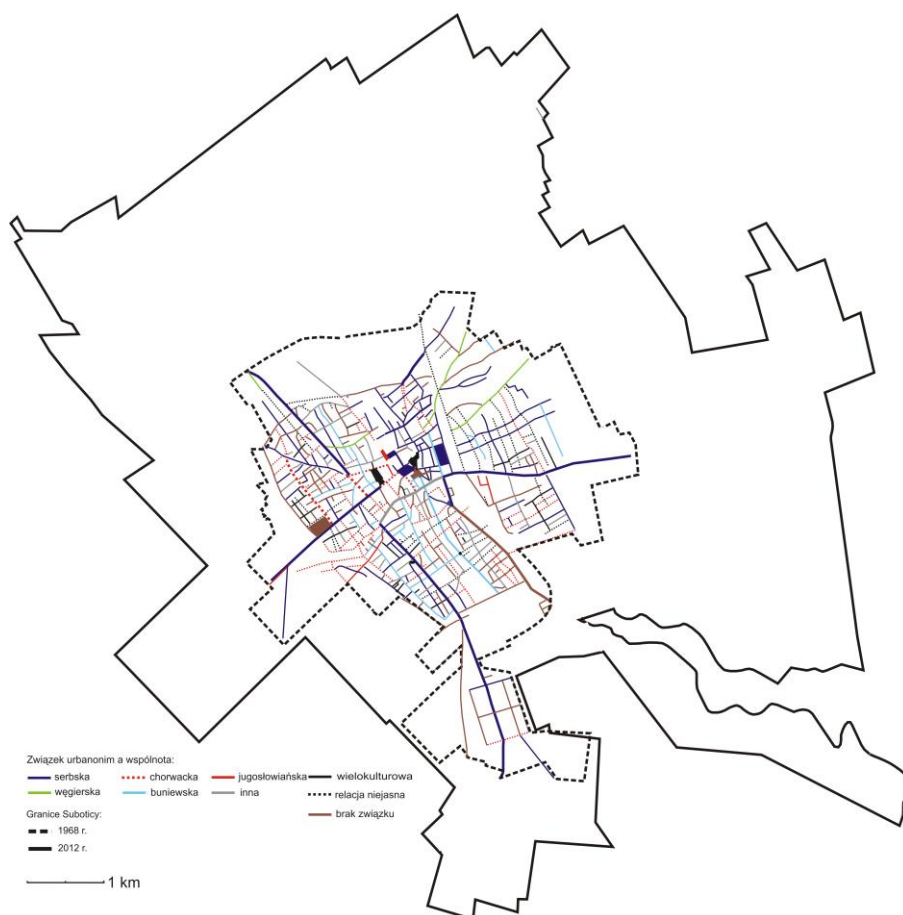 Związek urbanonim a wspólnota:
serbska chorwacka jugosłowiańska wielokulturowa
węgierska buniewska inna relacja niejasna
brak związku
Granice Suboticy:
1968 r.
2012 r.
1 km